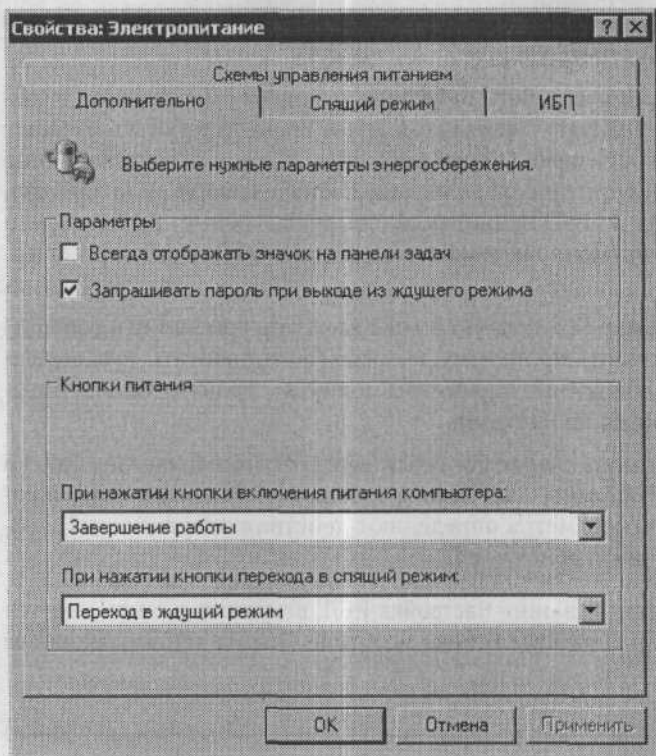 Свойства: Электропитание
Схемы управления питанием
Дополнительно
Спящий режим
ИБП
Выберите нужные параметры энергосбережения.
Параметры
Всегда отображать значок на панели задач
Запрашивать пароль при выходе из ждущего режима
Кнопки питания
При нажатии кнопки включения питания компьютера:
Завершение работы
При нажатии кнопки перехода в спящий режим:
Переход в ждущий режим
OK
Отмена
Применить